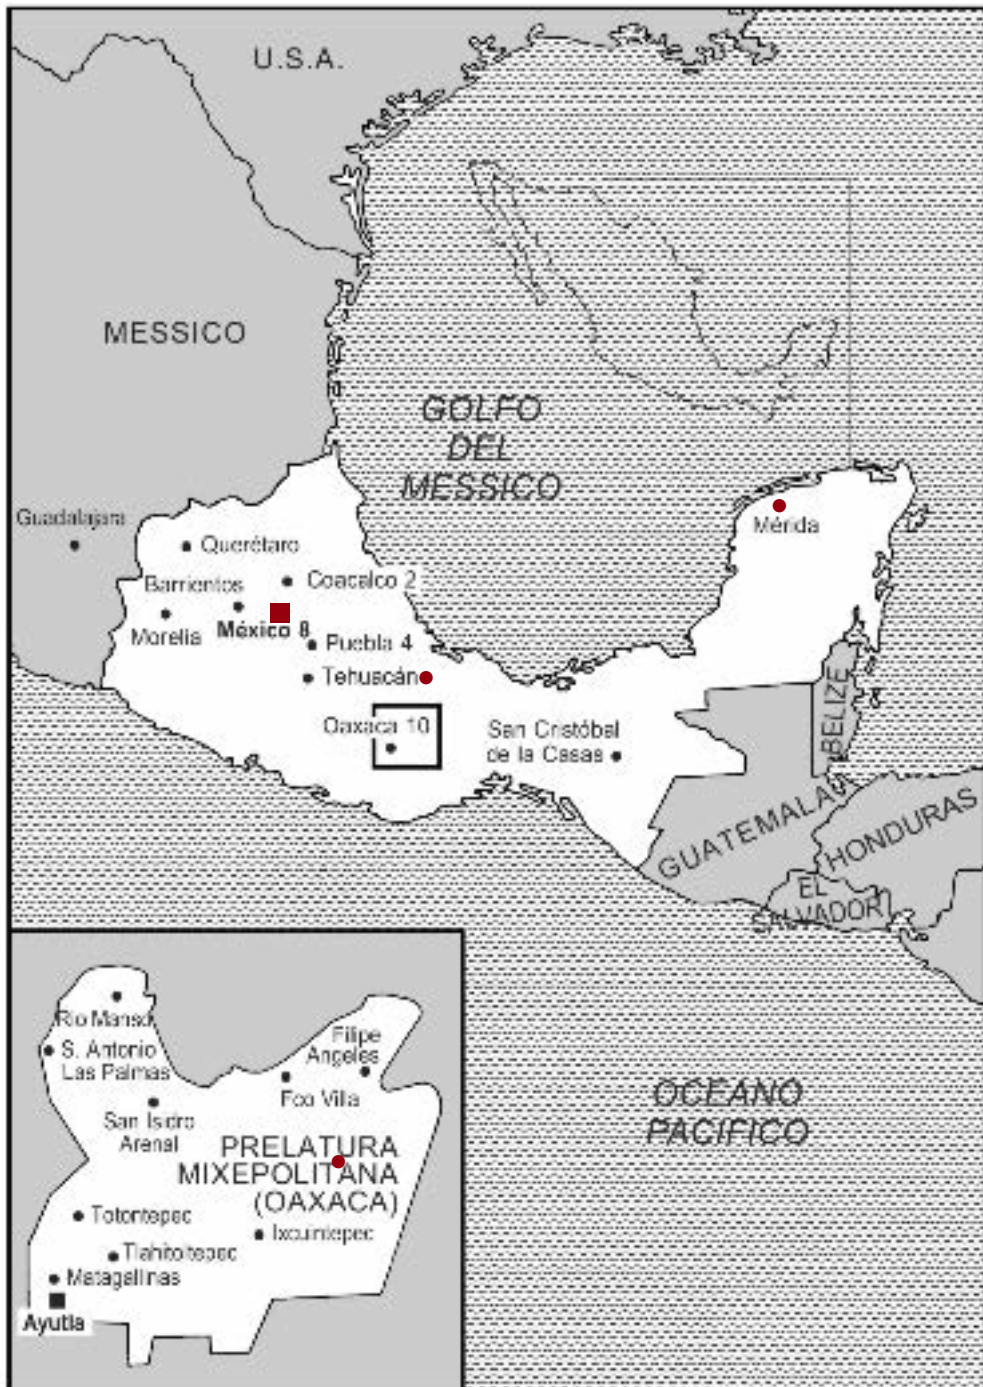 U.S.A.
MESSICO
GOLFO
DEL
MESSICO
Guadalajara
Querétaro
Mérida
Barrientos
Coacalco 2
Morelia
México 8
Puebla 4
Tehuacán
Oaxaca 10
San Cristóbal
de la Casas
BELIZE
GUATEMALA
HONDURAS
EL
SALVADOR
Rio Manso
S. Antonio
Las Palmas
Filipe
Angeles
Fco Villa
San Isidro
Arenal
PRELATURA
MIXEPOLITANA
(OAXACA)
Totontepec
Ixcuintepec
Tlahitoltepec
Matagallinas
Ayutla
OCEANO
PACIFICO